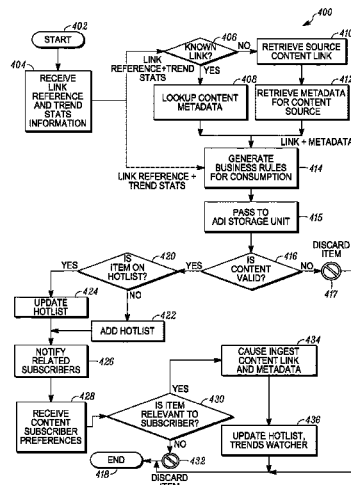 400
402
START
404
RECEIVE
LINK
REFERENCE
AND TREND
STATS
INFORMATION
LINK
REFERENCE+TREND
STATS
406
KNOWN
LINK?
NO
YES
410
RETRIEVE SOURCE
CONTENT LINK
408
LOOKUP CONTENT
METADATA
412
RETRIEVE METADATA
FOR CONTENT
SOURCE
LINK + METADATA
LINK REFERENCE +
TREND STATS
GENERATE
BUSINESS RULES
FOR CONSUMPTION
414
PASS TO
ADI STORAGE UNIT
415
IS
CONTENT
VALID?
416
YES
NO
DISCARD
ITEM
417
420
IS
ITEM ON
HOTLIST?
YES
NO
424
UPDATE
HOTLIST
ADD HOTLIST
422
NOTIFY
RELATED
SUBSCRIBERS
426
428
RECEIVE
CONTENT
SUBSCRIBER
PREFERENCES
430
IS ITEM
RELEVANT TO
SUBSCRIBER?
YES
NO
434
CAUSE INGEST
CONTENT LINK
AND METADATA
436
UPDATE HOTLIST,
TRENDS WATCHER
END
418
432
DISCARD
ITEM